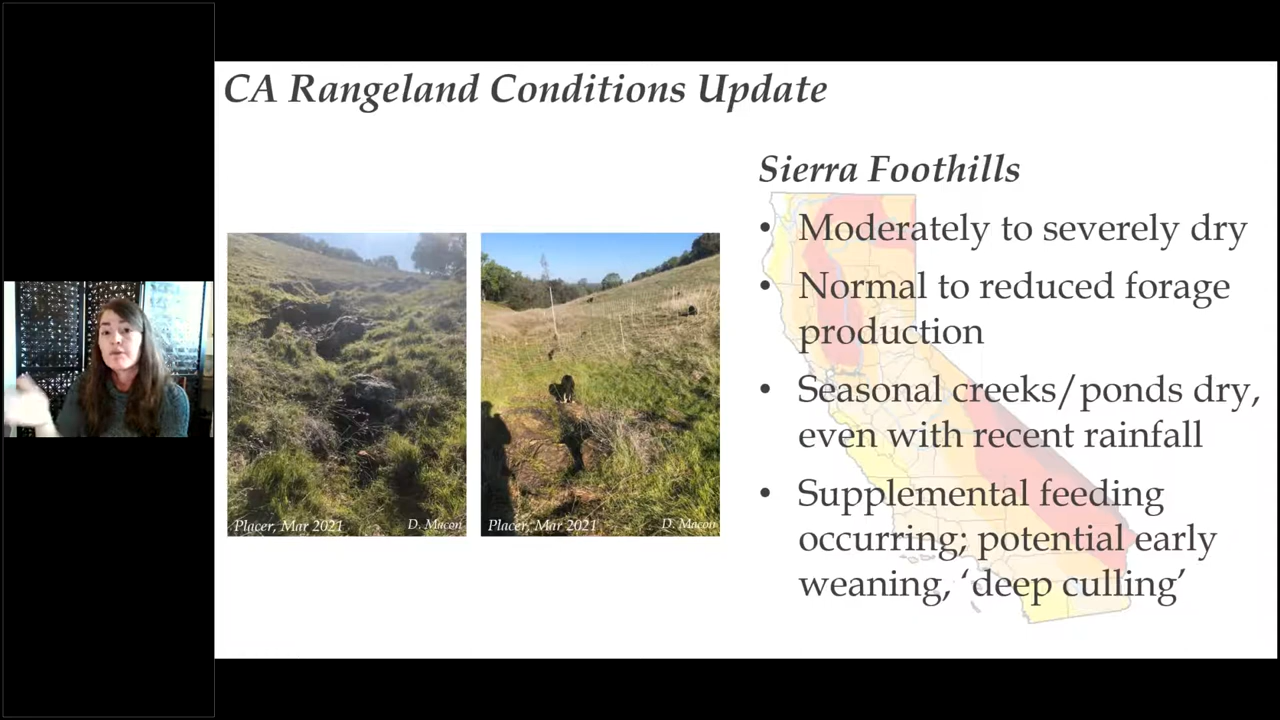 CA Rangeland Conditions Update
Sierra Foothills
• Moderately to severely dry
• Normal to reduced forage
production
• Seasonal creeks/ponds dry,
even with recent rainfall
• Supplemental feeding
occurring; potential early
weaning, ‘deep culling’
Placer, Mar 2021
D. Macon
Placer, Mar 2021
D. Macon